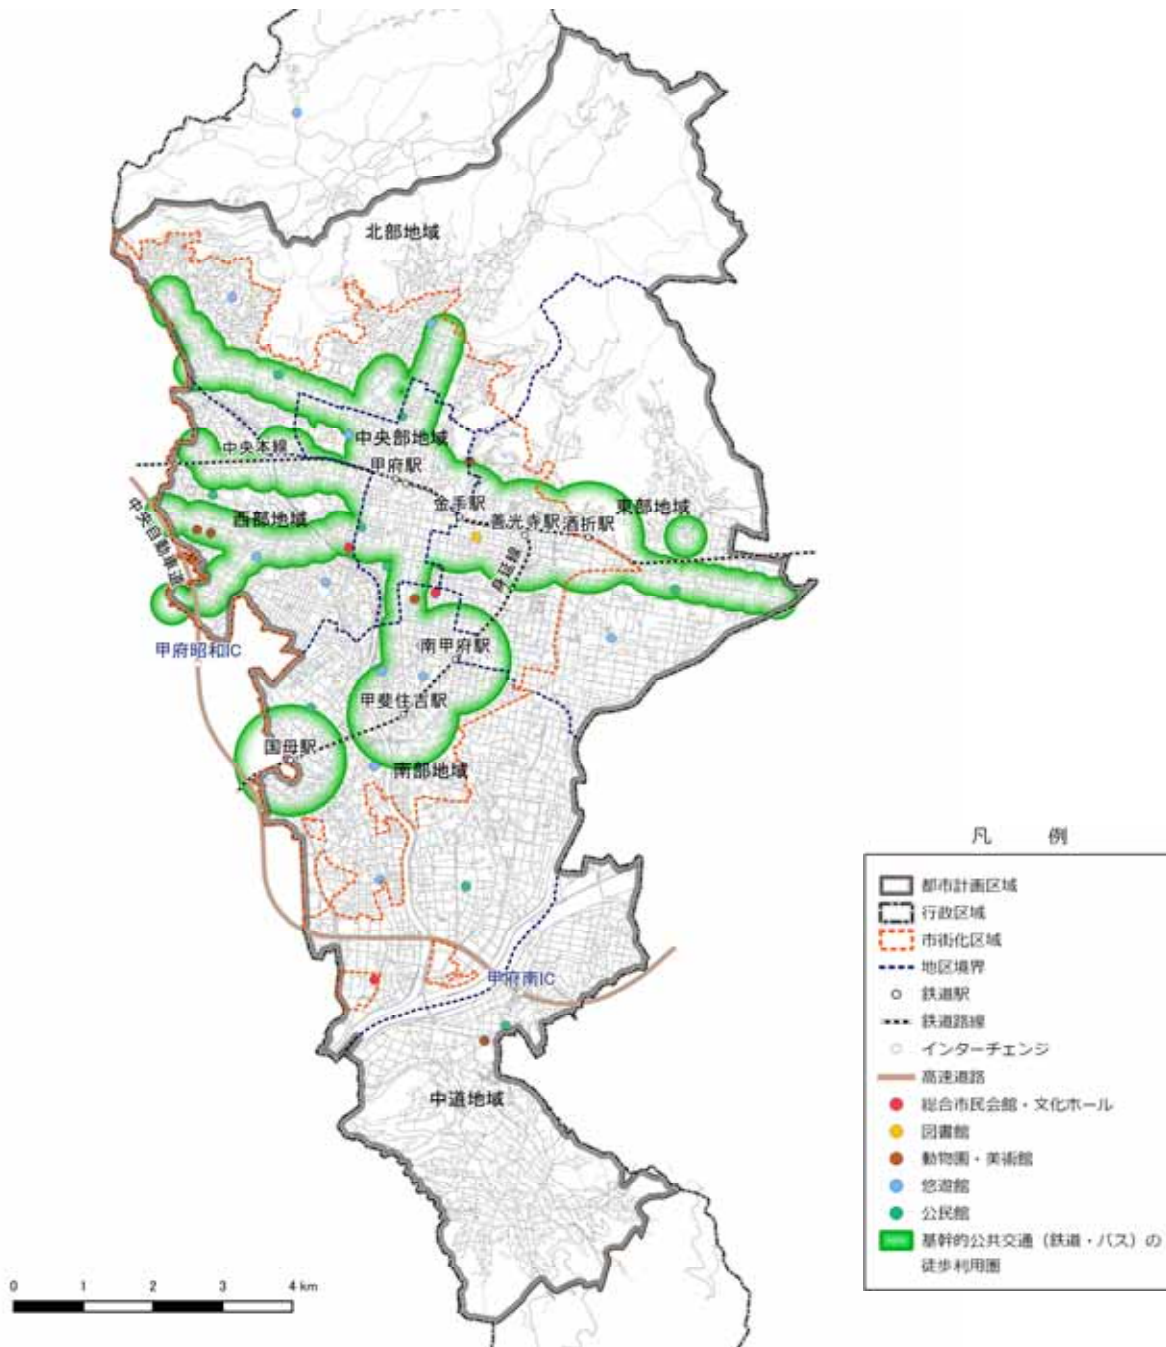 北部地域
中央部地域
中央本線
甲府駅
金手駅
東部地域
善光寺駅
酒折駅
西部地域
中央自動車道
身延線
南甲府駅
甲府昭和IC
甲斐住吉駅
国母駅
南部地域
甲府南IC
中道地域
凡 例
都市計画区域
行政区域
市街化区域
地区境界
鉄道駅
鉄道路線
インターチェンジ
高速道路
総合市民会館・文化ホール
図書館
動物園・美術館
悠遊館
公民館
基幹的公共交通（鉄道・バス）の
徒歩利用圏
0 1 2 3 4 km